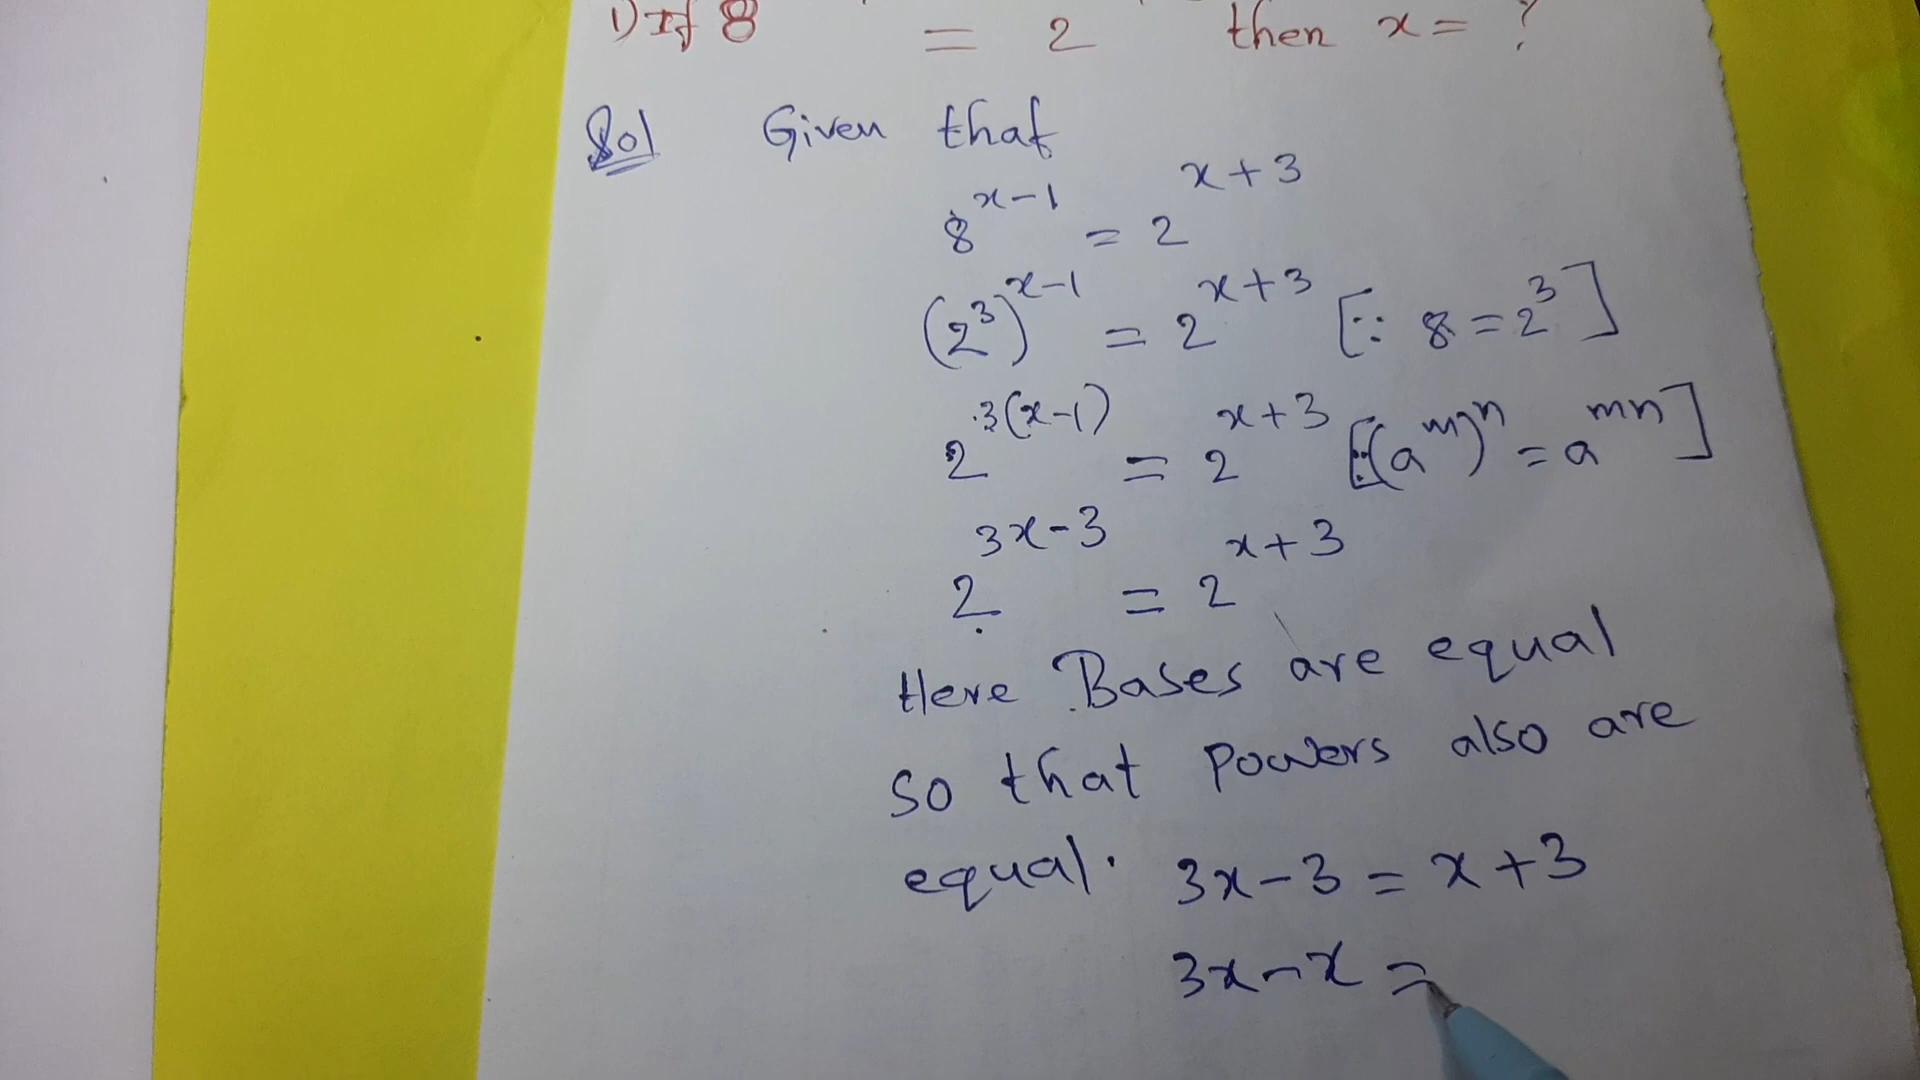 1) If 8 = 2 then x = ?
Sol Given that
8^{x-1} = 2^{x+3}
(2^3)^{x-1} = 2^{x+3} [∵ 8 = 2^3]
2^{3(x-1)} = 2^{x+3} [∵ (a^m)^n = a^{mn}]
2^{3x-3} = 2^{x+3}
Here Bases are equal
so that powers also are
equal. 3x-3 = x+3
3x-x =